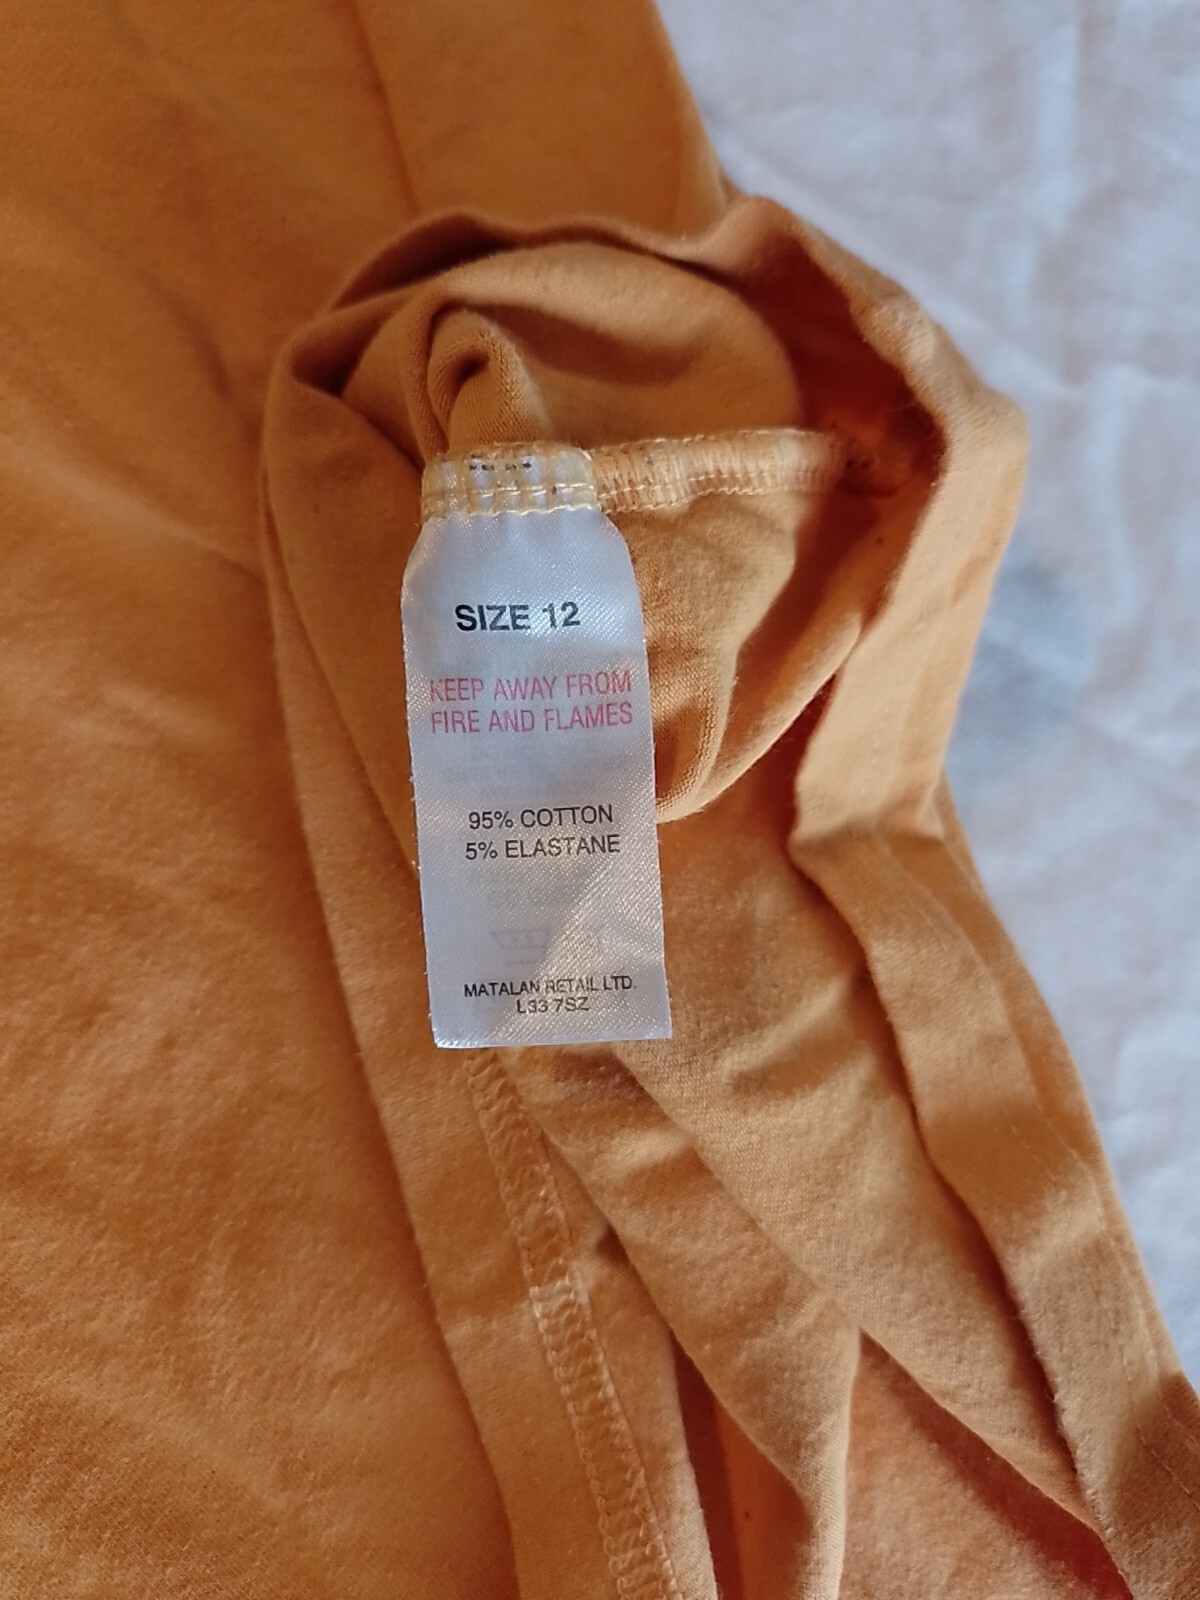 SIZE 12
KEEP AWAY FROM
FIRE AND FLAMES
95% COTTON
5% ELASTANE
MATALAN RETAIL LTD.
L33 7SZ